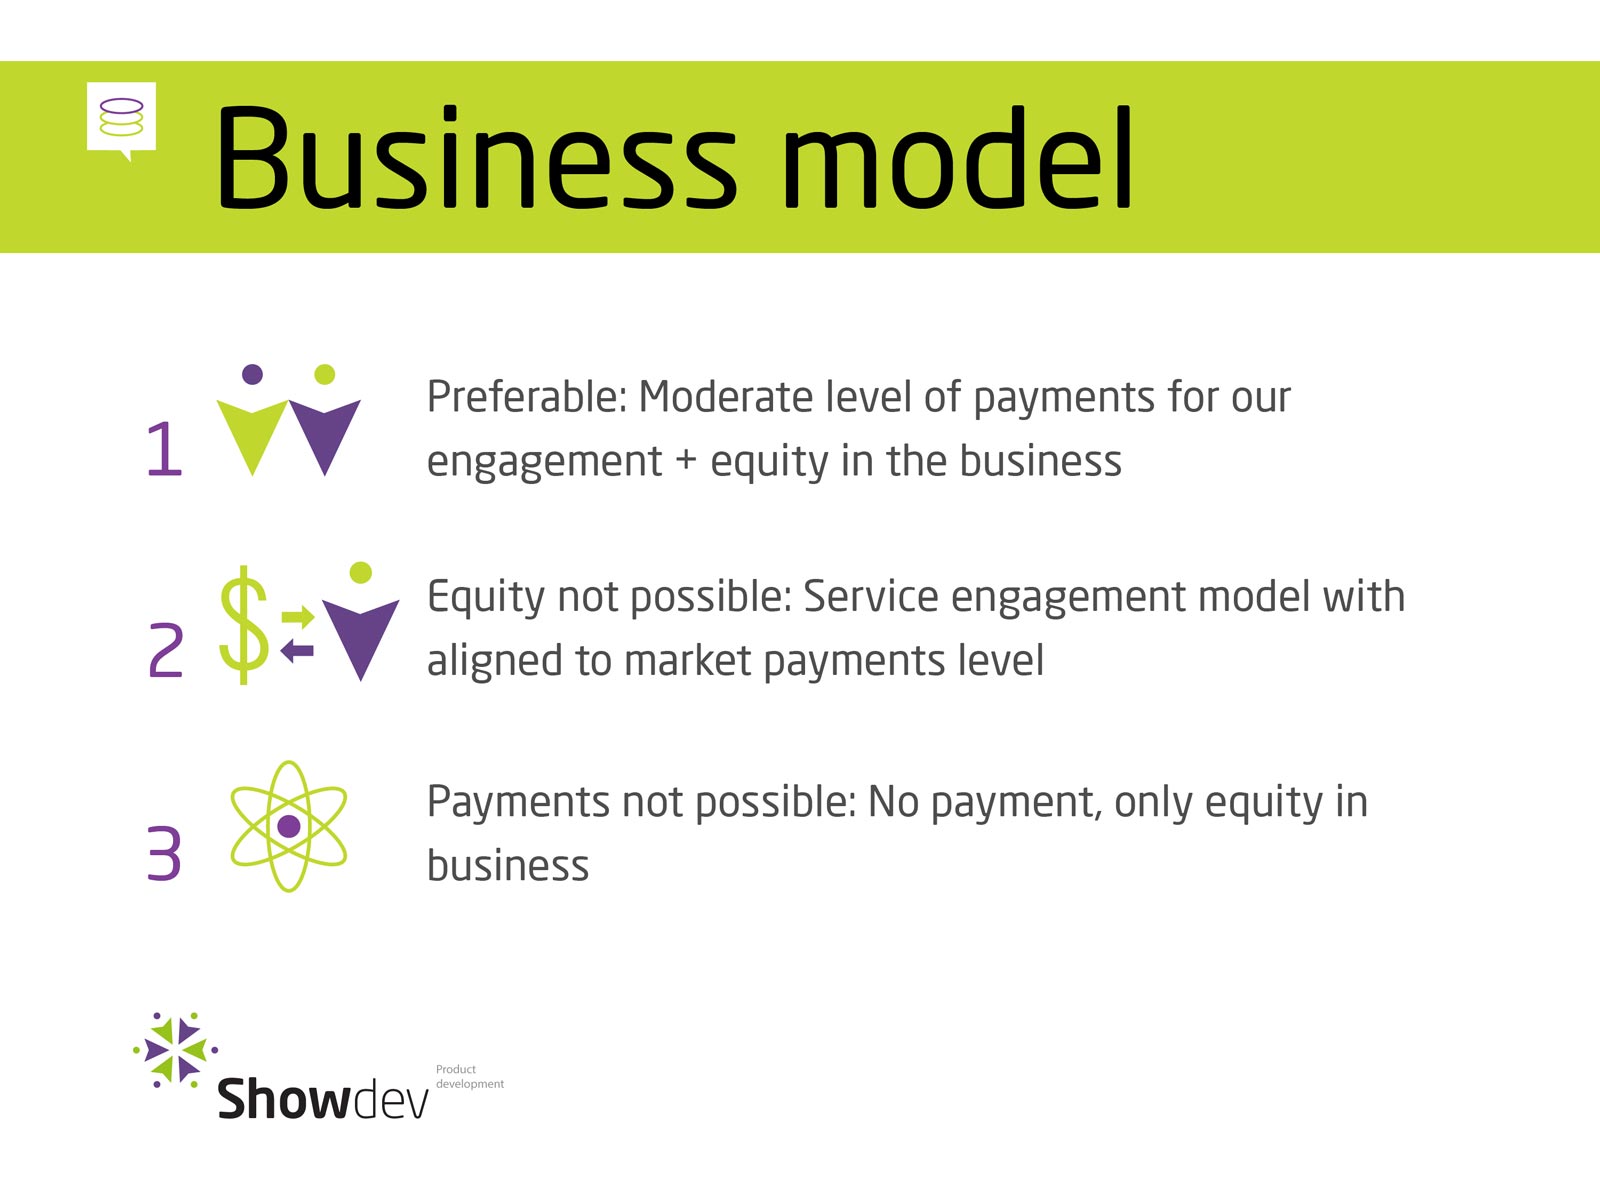 Business model
1
Preferable: Moderate level of payments for our
engagement + equity in the business
2
$
Equity not possible: Service engagement model with
aligned to market payments level
3
Payments not possible: No payment, only equity in
business
Showdev
Product
development